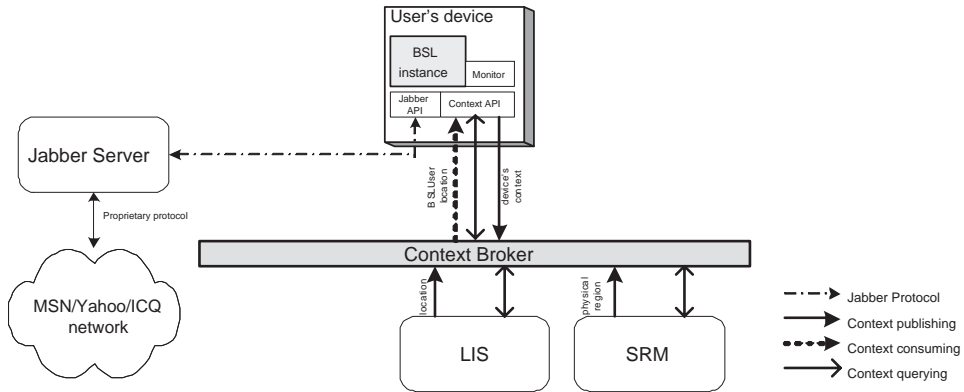 User's device
BSL
instance
Monitor
Jabber
API
Context API
Jabber Server
Proprietary protocol
MSN/Yahoo/ICQ
network
BSLUser
location
device's
context
Context Broker
location
physical
region
LIS
SRM
Jabber Protocol
Context publishing
Context consuming
Context querying